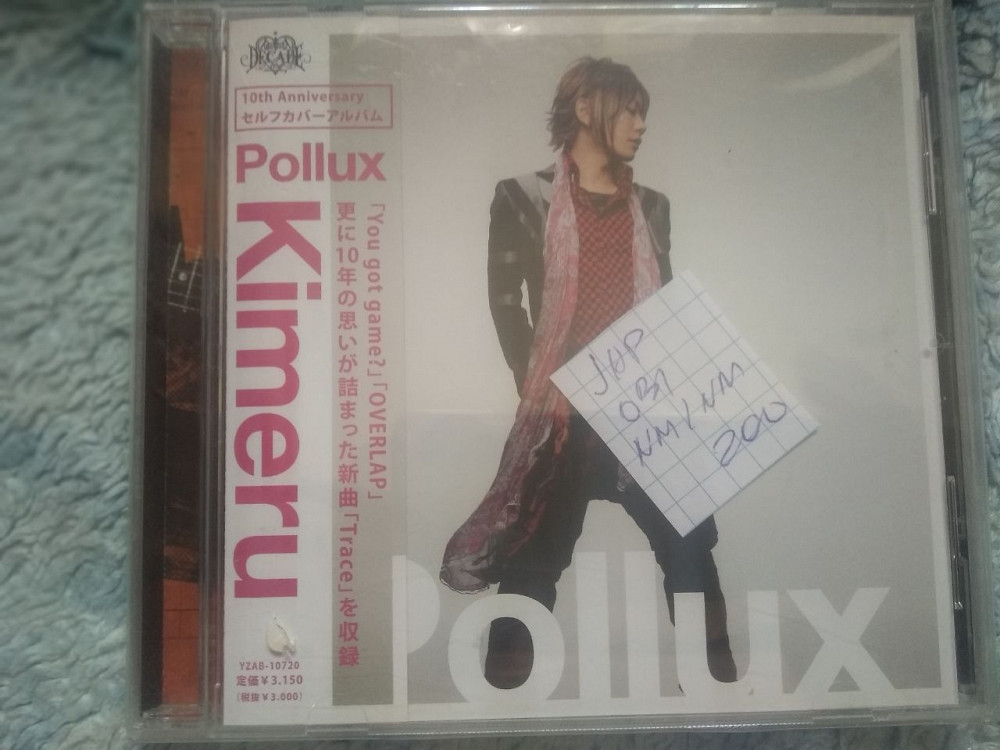 DECADE
10th Anniversary
セルフカバーアルバム
Pollux
Kimeru
「You got game?」「OVERLAP」
更に10年の思いが詰まった新曲「Trace」を収録
YZAB-10720
定価￥3.150
(税抜￥3.000)
JAP
OBI
NM/NM
200
Pollux